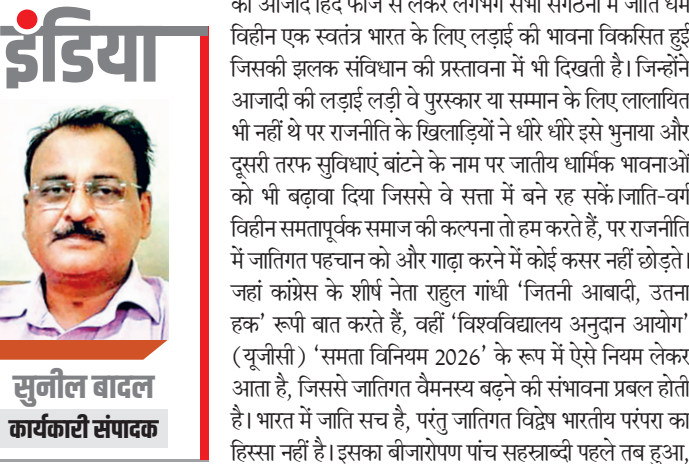 इंडिया
सुनील बादल
कार्यकारी संपादक
की आजाद हिंद फौज से लेकर लगभग सभी संगठनों में जाति धर्म
विहीन एक स्वतंत्र भारत के लिए लड़ाई की भावना विकसित हुई
जिसकी झलक संविधान की प्रस्तावना में भी दिखती है। जिन्होंने
आजादी की लड़ाई लड़ी वे पुरस्कार या सम्मान के लिए लालायित
भी नहीं थे पर राजनीति के खिलाड़ियों ने धीरे धीरे इसे भुनाया और
दूसरी तरफ सुविधाएं बांटने के नाम पर जातीय धार्मिक भावनाओं
को भी बढ़ावा दिया जिससे वे सत्ता में बने रह सकें।जाति-वर्ग
विहीन समतापूर्वक समाज की कल्पना तो हम करते हैं, पर राजनीति
में जातिगत पहचान को और गाढ़ा करने में कोई कसर नहीं छोड़ते।
जहां कांग्रेस के शीर्ष नेता राहुल गांधी ‘जितनी आबादी, उतना
हक’ रूपी बात करते हैं, वहीं ‘विश्वविद्यालय अनुदान आयोग’
(यूजीसी) ‘समता विनियम 2026’ के रूप में ऐसे नियम लेकर
आता है, जिससे जातिगत वैमनस्य बढ़ने की संभावना प्रबल होती
है। भारत में जाति सच है, परंतु जातिगत विद्वेष भारतीय परंपरा का
हिस्सा नहीं है। इसका बीजारोपण पांच सहस्राब्दी पहले तब हुआ,